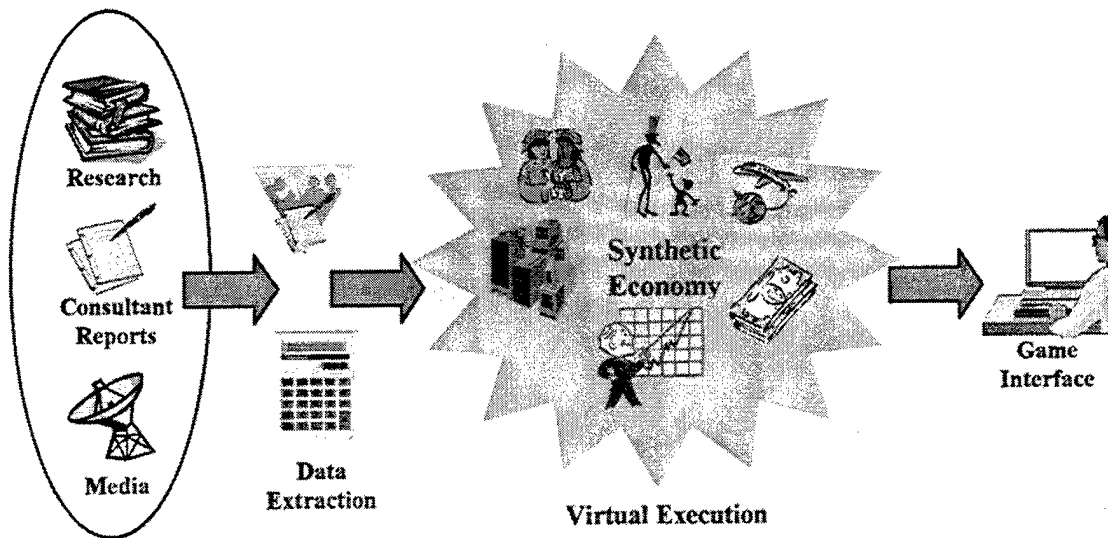 Research
Consultant
Reports
Media
Data
Extraction
Synthetic
Economy
Virtual Execution
Game
Interface